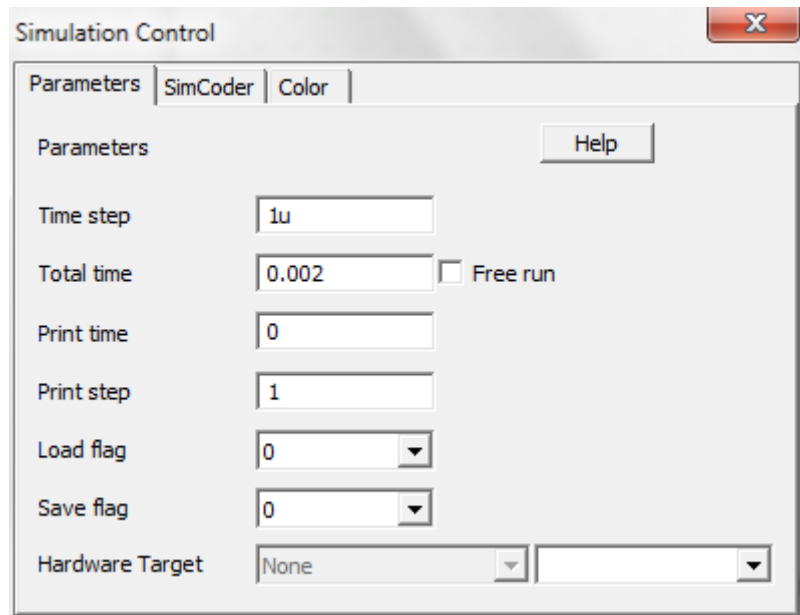 Simulation Control
Parameters SimCoder Color
Parameters Help
Time step 1u
Total time 0.002 Free run
Print time 0
Print step 1
Load flag 0
Save flag 0
Hardware Target None